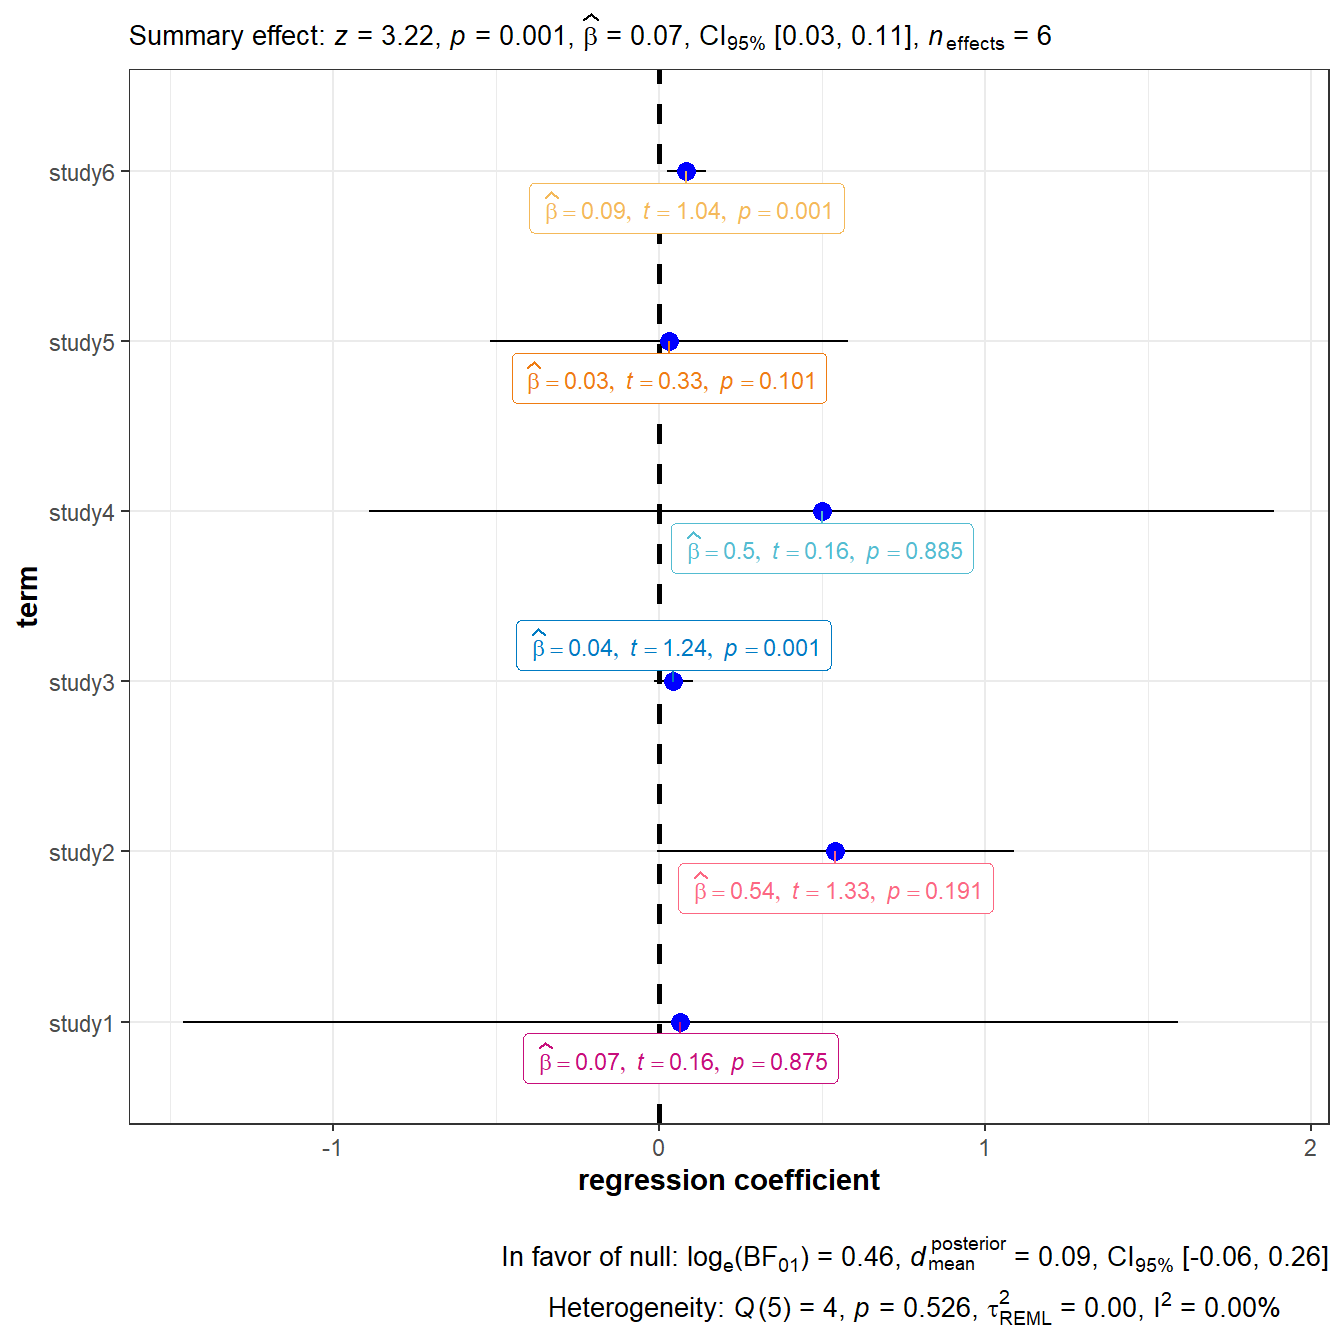 Summary effect: z = 3.22, p = 0.001, β̂ = 0.07, CI₉₅% [0.03, 0.11], n effects = 6
study6
β̂ = 0.09, t = 1.04, p = 0.001
study5
β̂ = 0.03, t = 0.33, p = 0.101
study4
β̂ = 0.5, t = 0.16, p = 0.885
term
β̂ = 0.04, t = 1.24, p = 0.001
study3
study2
β̂ = 0.54, t = 1.33, p = 0.191
study1
β̂ = 0.07, t = 0.16, p = 0.875
-1 0 1 2
regression coefficient
In favor of null: logₑ(BF₀₁) = 0.46, d posterior mean = 0.09, CI₉₅% [-0.06, 0.26]
Heterogeneity: Q(5) = 4, p = 0.526, τ² REML = 0.00, I² = 0.00%